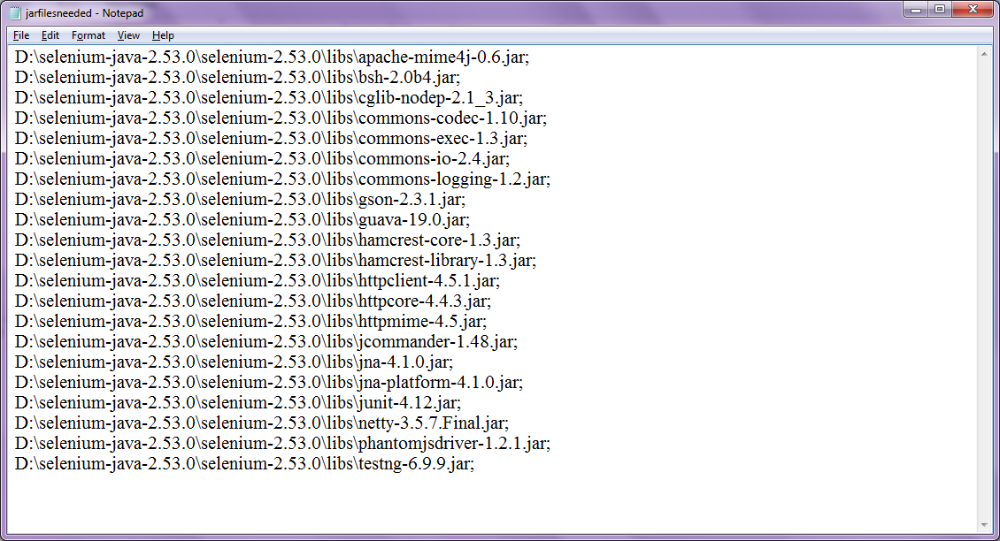 jarfilesneeded - Notepad
File Edit Format View Help
D:\selenium-java-2.53.0\selenium-2.53.0\libs\apache-mime4j-0.6.jar;
D:\selenium-java-2.53.0\selenium-2.53.0\libs\bsh-2.0b4.jar;
D:\selenium-java-2.53.0\selenium-2.53.0\libs\cglib-nodep-2.1_3.jar;
D:\selenium-java-2.53.0\selenium-2.53.0\libs\commons-codec-1.10.jar;
D:\selenium-java-2.53.0\selenium-2.53.0\libs\commons-exec-1.3.jar;
D:\selenium-java-2.53.0\selenium-2.53.0\libs\commons-io-2.4.jar;
D:\selenium-java-2.53.0\selenium-2.53.0\libs\commons-logging-1.2.jar;
D:\selenium-java-2.53.0\selenium-2.53.0\libs\gson-2.3.1.jar;
D:\selenium-java-2.53.0\selenium-2.53.0\libs\guava-19.0.jar;
D:\selenium-java-2.53.0\selenium-2.53.0\libs\hamcrest-core-1.3.jar;
D:\selenium-java-2.53.0\selenium-2.53.0\libs\hamcrest-library-1.3.jar;
D:\selenium-java-2.53.0\selenium-2.53.0\libs\httpclient-4.5.1.jar;
D:\selenium-java-2.53.0\selenium-2.53.0\libs\httpcore-4.4.3.jar;
D:\selenium-java-2.53.0\selenium-2.53.0\libs\httpmime-4.5.jar;
D:\selenium-java-2.53.0\selenium-2.53.0\libs\jcommander-1.48.jar;
D:\selenium-java-2.53.0\selenium-2.53.0\libs\jna-4.1.0.jar;
D:\selenium-java-2.53.0\selenium-2.53.0\libs\jna-platform-4.1.0.jar;
D:\selenium-java-2.53.0\selenium-2.53.0\libs\junit-4.12.jar;
D:\selenium-java-2.53.0\selenium-2.53.0\libs\netty-3.5.7.Final.jar;
D:\selenium-java-2.53.0\selenium-2.53.0\libs\phantomjsdriver-1.2.1.jar;
D:\selenium-java-2.53.0\selenium-2.53.0\libs\testng-6.9.9.jar;